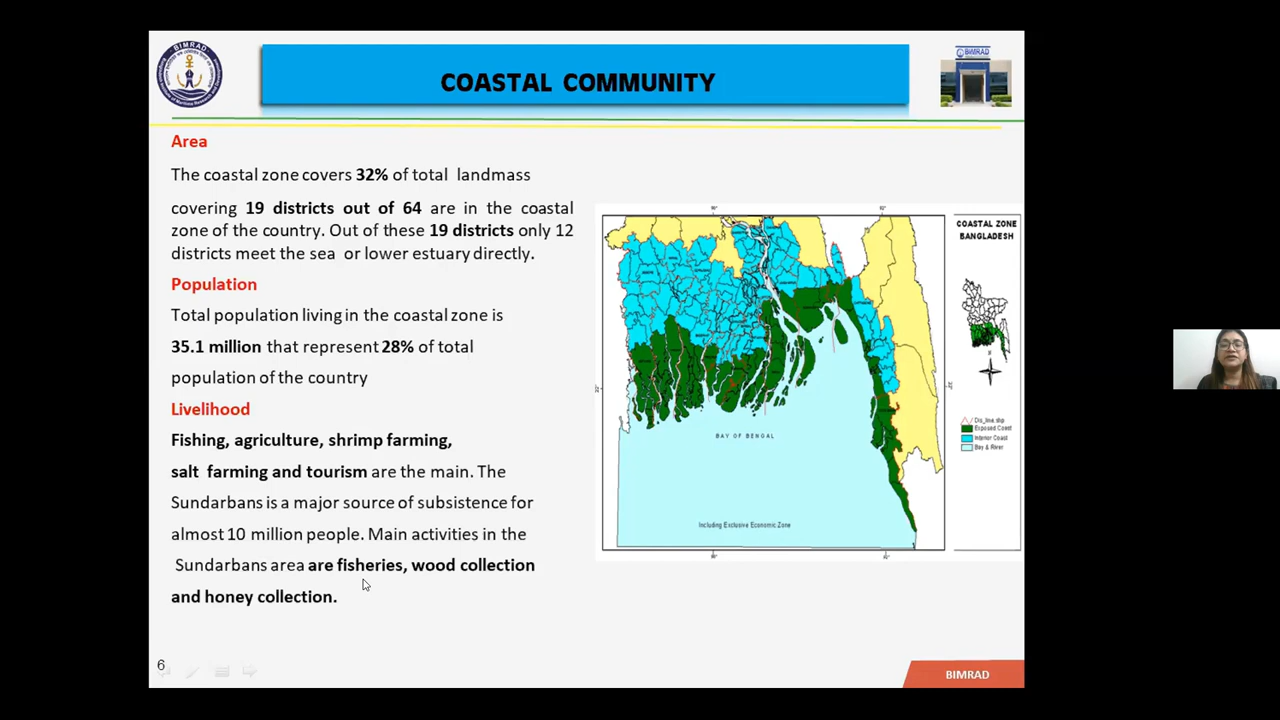 BIMRAD
COASTAL COMMUNITY
BIMRAD
Area
The coastal zone covers 32% of total landmass
covering 19 districts out of 64 are in the coastal
zone of the country. Out of these 19 districts only 12
districts meet the sea or lower estuary directly.
Population
Total population living in the coastal zone is
35.1 million that represent 28% of total
population of the country
Livelihood
Fishing, agriculture, shrimp farming,
salt farming and tourism are the main. The
Sundarbans is a major source of subsistence for
almost 10 million people. Main activities in the
Sundarbans area are fisheries, wood collection
and honey collection.
COASTAL ZONE
BANGLADESH
Dis_line.shp
Exposed Coast
Interior Coast
Bay & River
BAY OF BENGAL
Including Exclusive Economic Zone
6
BIMRAD